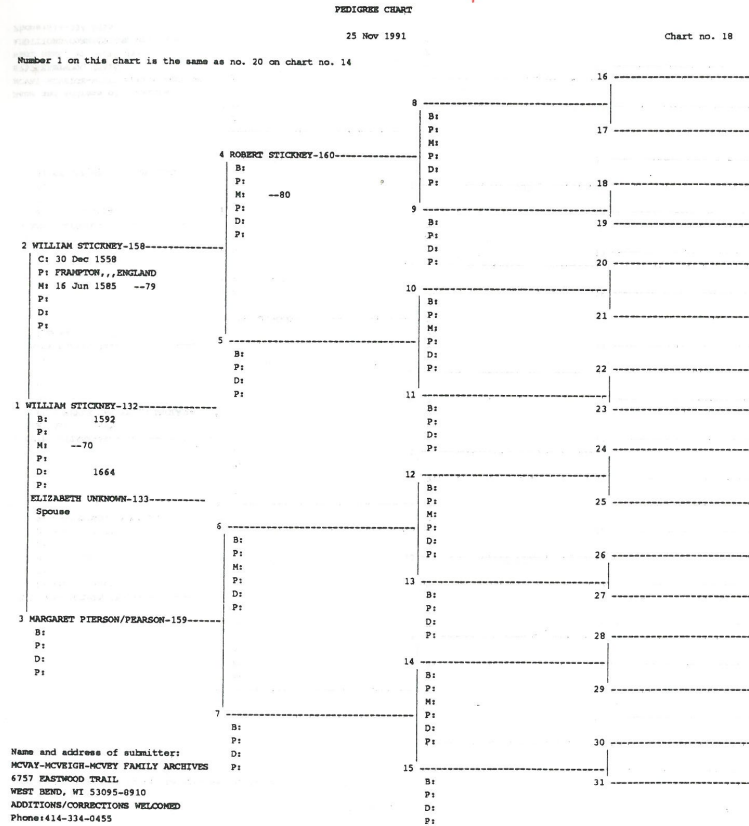 PEDIGREE CHART
25 Nov 1991
Chart no. 18
Number 1 on this chart is the same as no. 20 on chart no. 14
16
8
B:
P:
17
M:
4 ROBERT STICKNEY-160
P:
B:
D:
P:
P:
18
M: --80
P:
9
D:
B:
19
P:
P:
2 WILLIAM STICKNEY-158
D:
C: 30 Dec 1558
P:
20
P: FRAMPTON,,,ENGLAND
M: 16 Jun 1585 --79
10
P:
B:
D:
P:
21
P:
M:
5
P:
B:
D:
P:
P:
22
D:
P:
11
1 WILLIAM STICKNEY-132
B:
23
B: 1592
P:
P:
D:
M: --70
P:
24
P:
D: 1664
12
P:
B:
ELIZABETH UNKNOWN-133
P:
25
Spouse
M:
6
P:
B:
D:
P:
P:
26
M:
P:
13
D:
B:
27
P:
P:
3 MARGARET PIERSON/PEARSON-159
D:
B:
P:
28
P:
D:
14
P:
B:
P:
29
M:
7
P:
B:
D:
P:
P:
30
Name and address of submitter:
D:
MCVAY-MCVEIGH-MCVEY FAMILY ARCHIVES
P:
15
6757 EASTWOOD TRAIL
B:
31
WEST BEND, WI 53095-8910
P:
ADDITIONS/CORRECTIONS WELCOMED
D:
Phone:414-334-0455
P: